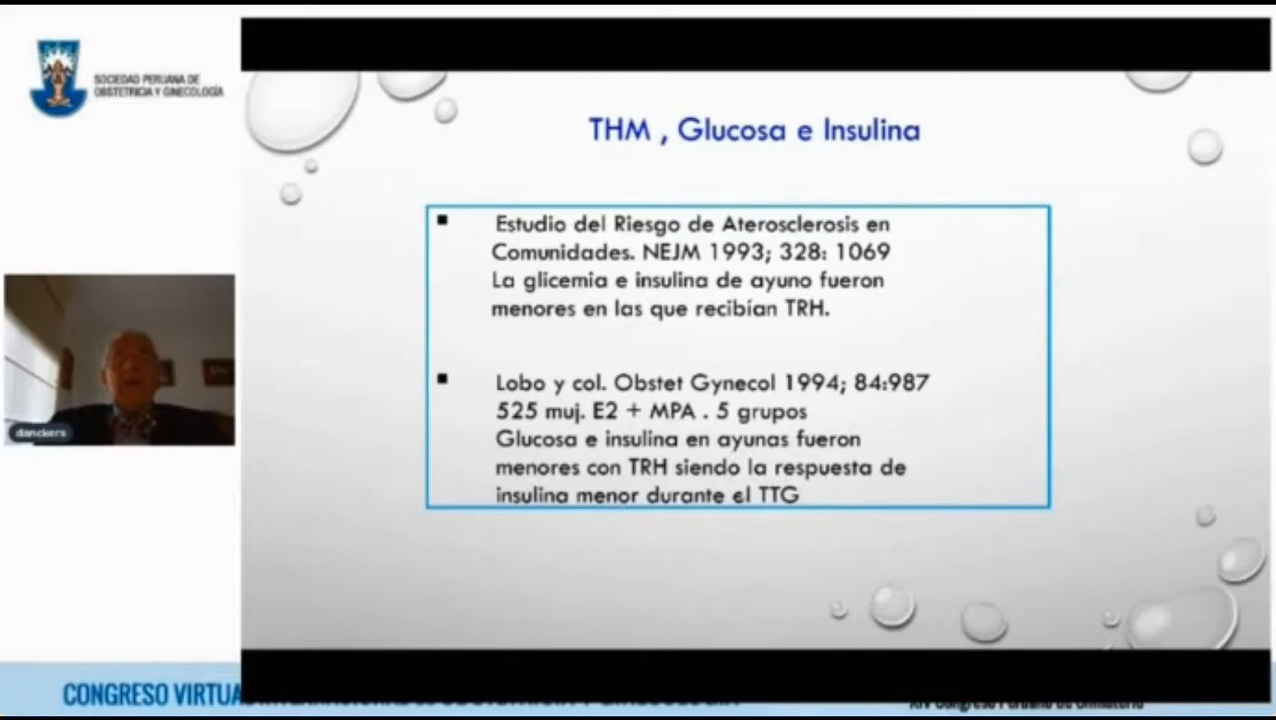 SOCIEDAD PERUANA DE
OBSTETRICIA Y GINECOLOGÍA
THM , Glucosa e Insulina
Estudio del Riesgo de Aterosclerosis en
Comunidades. NEJM 1993; 328: 1069
La glicemia e insulina de ayuno fueron
menores en las que recibían TRH.
Lobo y col. Obstet Gynecol 1994; 84:987
525 muj. E2 + MPA . 5 grupos
Glucosa e insulina en ayunas fueron
menores con TRH siendo la respuesta de
insulina menor durante el TTG
danckers
CONGRESO VIRTUA